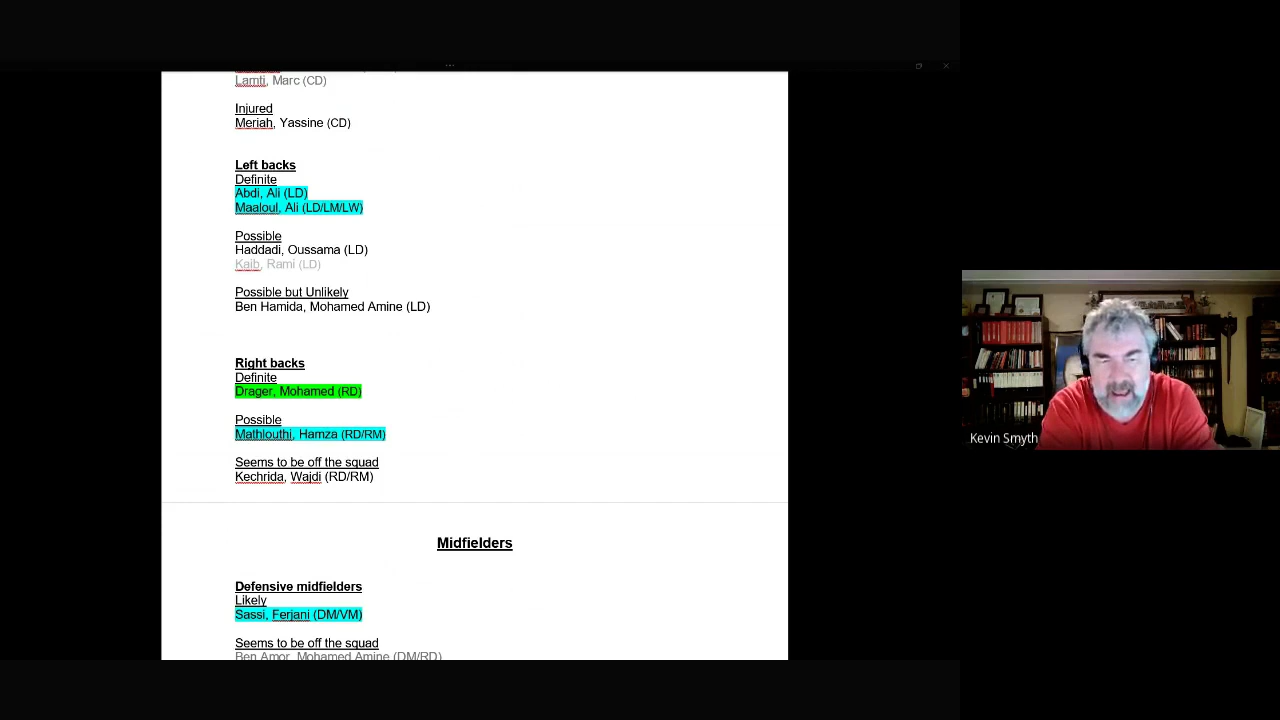 Lamti, Marc (CD)
Injured
Meriah, Yassine (CD)
Left backs
Definite
Abdi, Ali (LD)
Maaloul, Ali (LD/LM/LW)
Possible
Haddadi, Oussama (LD)
Kaib, Rami (LD)
Possible but Unlikely
Ben Hamida, Mohamed Amine (LD)
Right backs
Definite
Drager, Mohamed (RD)
Possible
Mathlouthi, Hamza (RD/RM)
Seems to be off the squad
Kechrida, Wajdi (RD/RM)
Midfielders
Defensive midfielders
Likely
Sassi, Ferjani (DM/VM)
Seems to be off the squad
Ben Amor, Mohamed Amine (DM/RD)
Kevin Smyth